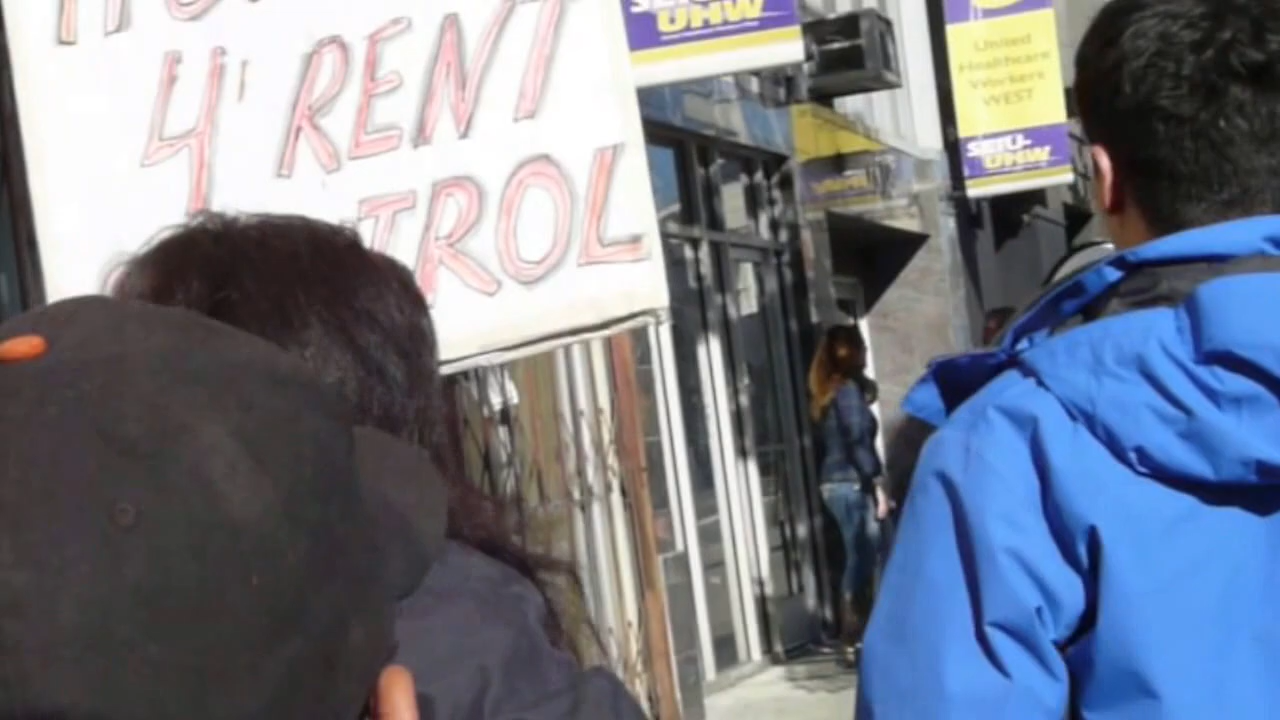 4 RENT
TROL
SEIU-
UHW
United
Healthcare
Workers
WEST
SEIU-
UHW